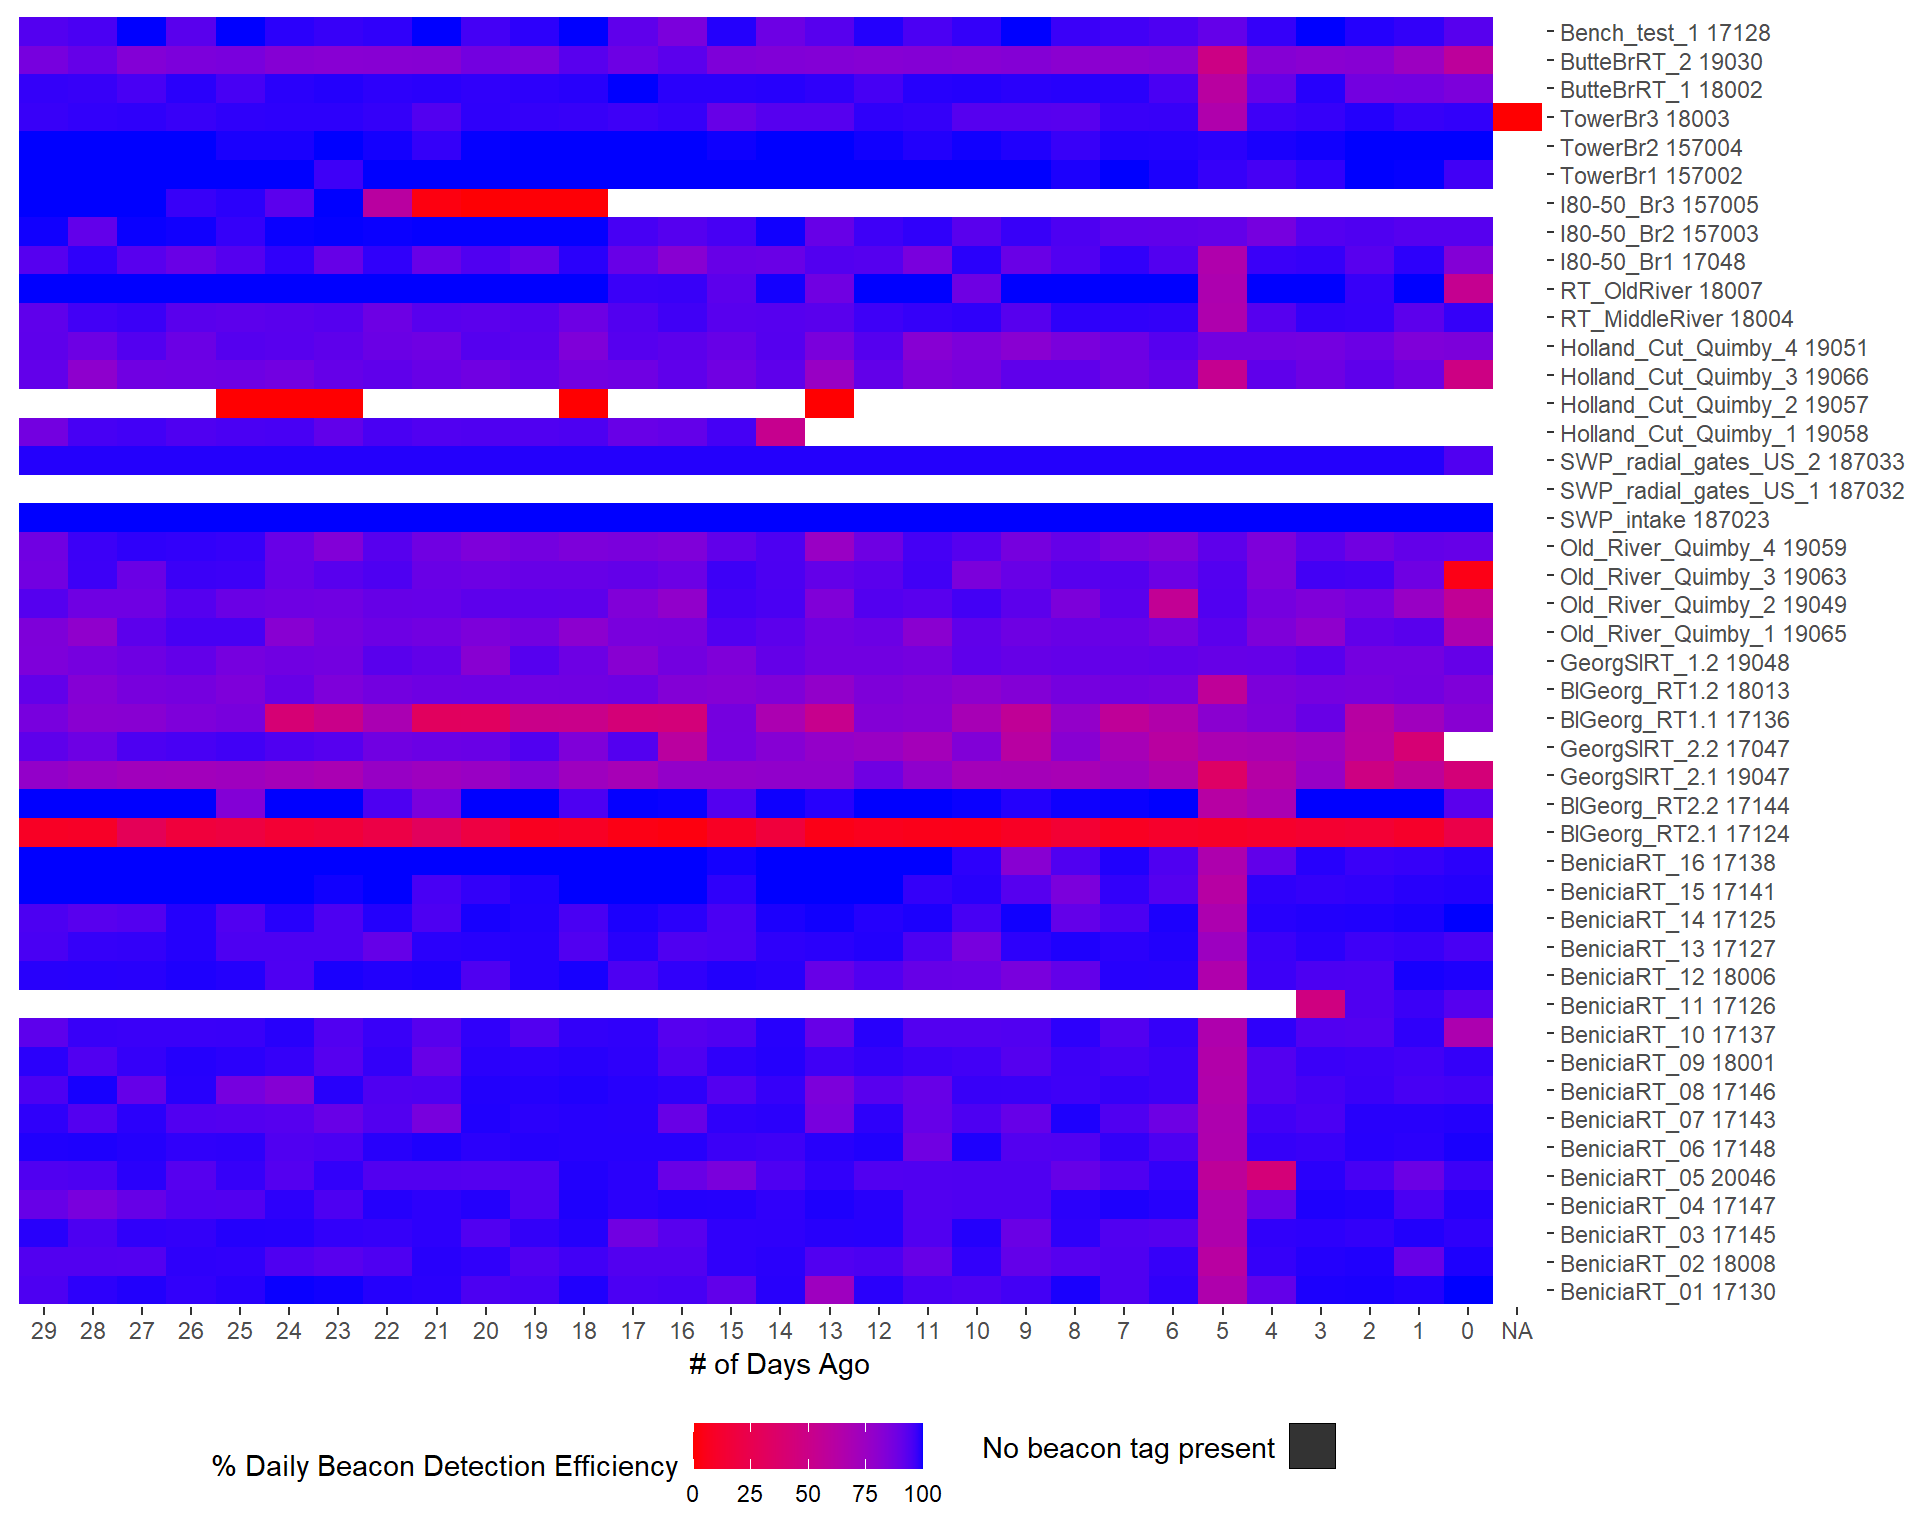 Bench_test_1 17128
ButteBrRT_2 19030
ButteBrRT_1 18002
TowerBr3 18003
TowerBr2 157004
TowerBr1 157002
I80-50_Br3 157005
I80-50_Br2 157003
I80-50_Br1 17048
RT_OldRiver 18007
RT_MiddleRiver 18004
Holland_Cut_Quimby_4 19051
Holland_Cut_Quimby_3 19066
Holland_Cut_Quimby_2 19057
Holland_Cut_Quimby_1 19058
SWP_radial_gates_US_2 187033
SWP_radial_gates_US_1 187032
SWP_intake 187023
Old_River_Quimby_4 19059
Old_River_Quimby_3 19063
Old_River_Quimby_2 19049
Old_River_Quimby_1 19065
GeorgSlRT_1.2 19048
BlGeorg_RT1.2 18013
BlGeorg_RT1.1 17136
GeorgSlRT_2.2 17047
GeorgSlRT_2.1 19047
BlGeorg_RT2.2 17144
BlGeorg_RT2.1 17124
BeniciaRT_16 17138
BeniciaRT_15 17141
BeniciaRT_14 17125
BeniciaRT_13 17127
BeniciaRT_12 18006
BeniciaRT_11 17126
BeniciaRT_10 17137
BeniciaRT_09 18001
BeniciaRT_08 17146
BeniciaRT_07 17143
BeniciaRT_06 17148
BeniciaRT_05 20046
BeniciaRT_04 17147
BeniciaRT_03 17145
BeniciaRT_02 18008
BeniciaRT_01 17130
29 28 27 26 25 24 23 22 21 20 19 18 17 16 15 14 13 12 11 10 9 8 7 6 5 4 3 2 1 0 NA
# of Days Ago
% Daily Beacon Detection Efficiency
0 25 50 75 100
No beacon tag present